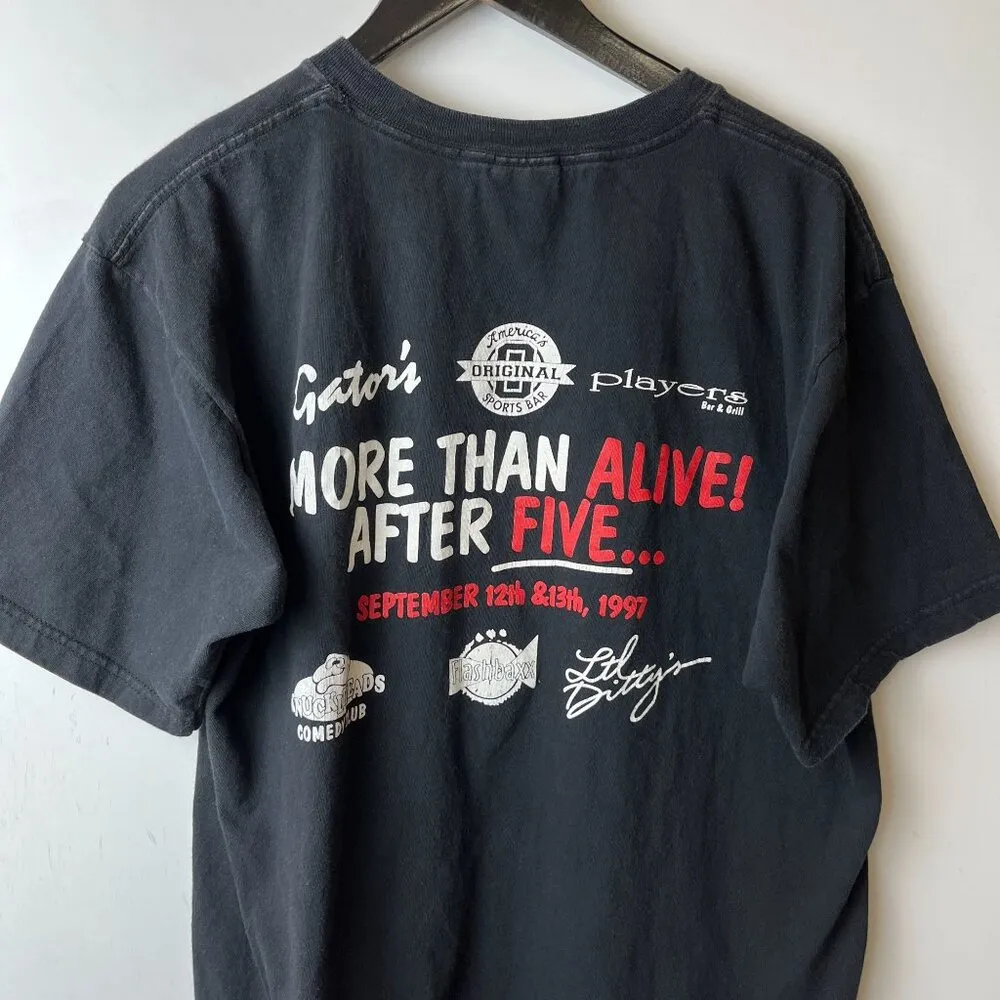 Gator's
America's
ORIGINAL
SPORTS BAR
players
Bar & Grill
MORE THAN ALIVE!
AFTER FIVE...
SEPTEMBER 12th &13th, 1997
COMEDY CLUB
Flashbaxx
Ltl
Ditty's